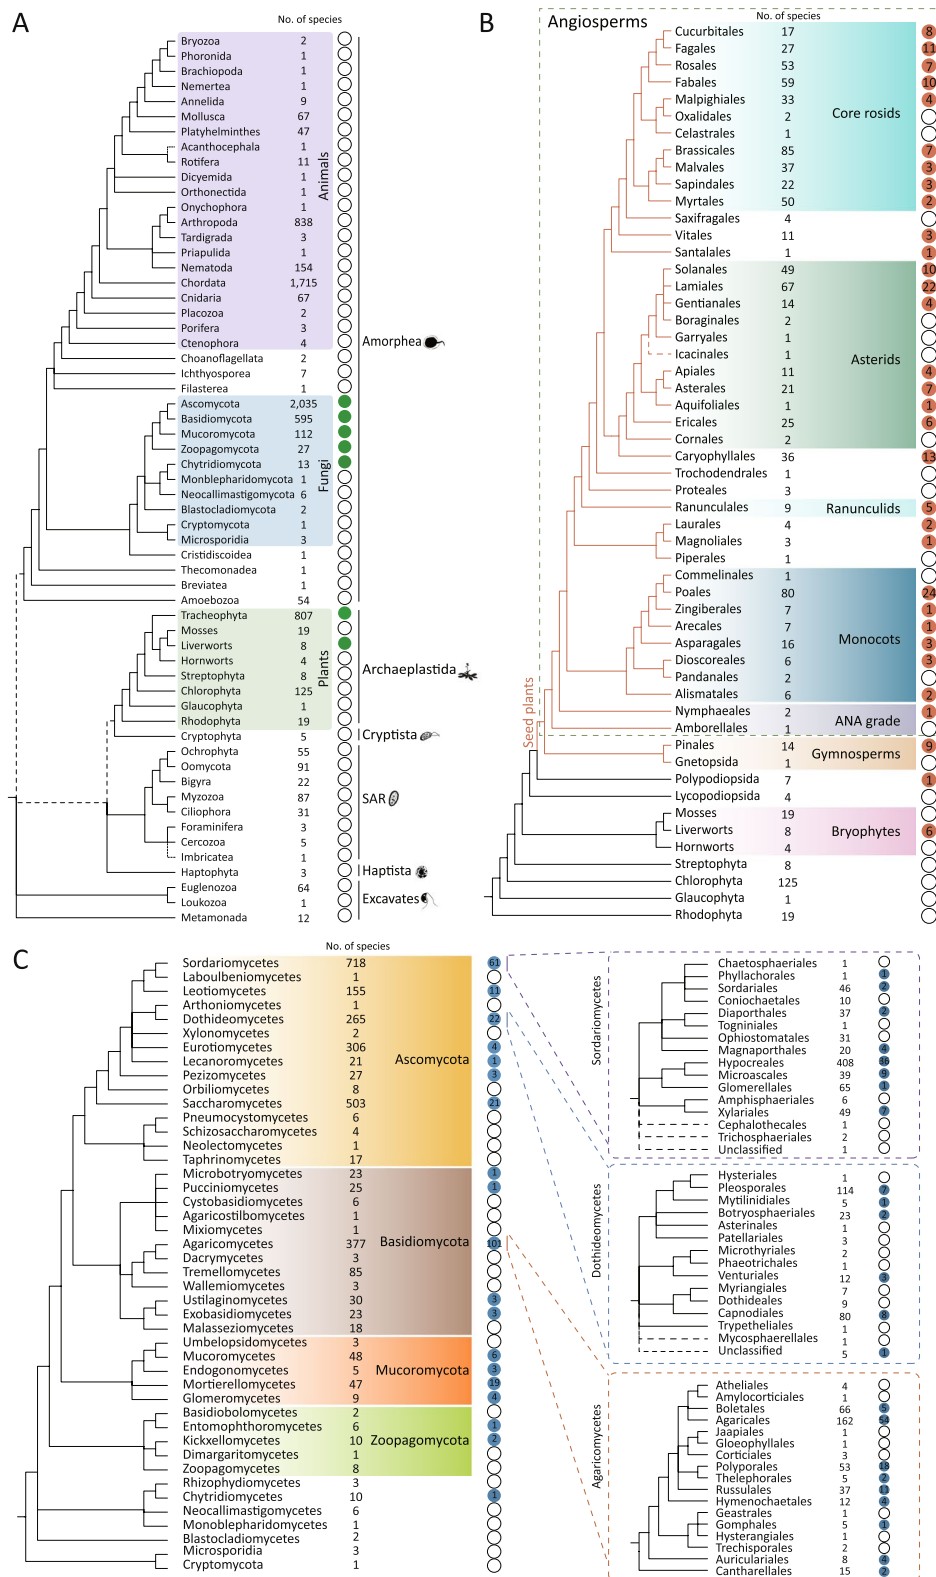 A
No. of species
Bryozoa 2
Phoronida 1
Brachiopoda 1
Nemertea 1
Annelida 9
Mollusca 67
Platyhelminthes 47
Acanthocephala 1
Rotifera 11
Dicyemida 1
Orthonectida 1
Onychophora 1
Arthropoda 838
Tardigrada 3
Priapulida 1
Nematoda 154
Chordata 1,715
Cnidaria 67
Placozoa 2
Porifera 3
Ctenophora 4
Animals
Choanoflagellata 2
Ichthyosporea 7
Filasterea 1
Ascomycota 2,035
Basidiomycota 595
Mucoromycota 112
Zoopagomycota 27
Chytridiomycota 13
Monblepharidomycota 1
Neocallimastigomycota 6
Blastocladiomycota 2
Cryptomycota 1
Microsporidia 3
Fungi
Cristidiscoidea 1
Thecomonadea 1
Breviatea 1
Amoebozoa 54
Amorphea
Tracheophyta 807
Mosses 19
Liverworts 8
Hornworts 4
Streptophyta 8
Chlorophyta 125
Glaucophyta 1
Rhodophyta 19
Plants
Archaeplastida
Cryptophyta 5
Cryptista
Ochrophyta 55
Oomycota 91
Bigyra 22
Myzozoa 87
Ciliophora 31
Foraminifera 3
Cercozoa 5
Imbricatea 1
SAR
Haptophyta 3
Haptista
Euglenozoa 64
Loukozoa 1
Metamonada 12
Excavates
B
Angiosperms
No. of species
Cucurbitales 17 8
Fagales 27 11
Rosales 53 7
Fabales 59 10
Malpighiales 33 4
Oxalidales 2
Celastrales 1
Brassicales 85 7
Malvales 37 3
Sapindales 22 3
Myrtales 50 2
Core rosids
Saxifragales 4
Vitales 11 3
Santalales 1 1
Solanales 49 10
Lamiales 67 22
Gentianales 14 4
Boraginales 2
Garryales 1
Icacinales 1
Apiales 11 4
Asterales 21 7
Aquifoliales 1 1
Ericales 25 6
Cornales 2
Asterids
Caryophyllales 36 13
Trochodendrales 1
Proteales 3
Ranunculales 9 Ranunculids 5
Laurales 4 2
Magnoliales 3 1
Piperales 1
Commelinales 1
Poales 80 24
Zingiberales 7 1
Arecales 7 1
Asparagales 16 3
Dioscoreales 6 3
Pandanales 2
Alismatales 6 2
Monocots
Nymphaeales 2 1
Amborellales 1
ANA grade
Seed plants
Pinales 14 9
Gnetopsida 1
Gymnosperms
Polypodiopsida 7 1
Lycopodiopsida 4
Mosses 19
Liverworts 8 6
Hornworts 4
Bryophytes
Streptophyta 8
Chlorophyta 125
Glaucophyta 1
Rhodophyta 19
C
No. of species
Sordariomycetes 718 61
Laboulbeniomycetes 1
Leotiomycetes 155 11
Arthoniomycetes 1
Dothideomycetes 265 22
Xylonomycetes 2
Eurotiomycetes 306 4
Lecanoromycetes 21 1
Pezizomycetes 27 3
Orbiliomycetes 8
Saccharomycetes 503 21
Pneumocystomycetes 6
Schizosaccharomycetes 4
Neolectomycetes 1
Taphrinomycetes 17
Ascomycota
Microbotryomycetes 23 1
Pucciniomycetes 25 1
Cystobasidiomycetes 6
Agaricostilbomycetes 1
Mixiomycetes 1
Agaricomycetes 377 101
Dacrymycetes 3
Tremellomycetes 85
Wallemiomycetes 3
Ustilaginomycetes 30 3
Exobasidiomycetes 23 3
Malasseziomycetes 18
Basidiomycota
Umbelopsidomycetes 3
Mucoromycetes 48 6
Endogonomycetes 5 3
Mortierellomycetes 47 19
Glomeromycetes 9 4
Mucoromycota
Basidiobolomycetes 2
Entomophthoromycetes 6 1
Kickxellomycetes 10 2
Dimargaritomycetes 1
Zoopagomycetes 8
Zoopagomycota
Rhizophydiomycetes 3
Chytridiomycetes 10 1
Neocallimastigomycetes 6
Monoblepharidomycetes 1
Blastocladiomycetes 2
Microsporidia 3
Cryptomycota 1
Sordariomycetes
Chaetosphaeriales 1
Phyllachorales 1 1
Sordariales 46 2
Coniochaetales 10
Diaporthales 37 2
Togniniales 1
Ophiostomatales 31
Magnaporthales 20 4
Hypocreales 408 36
Microascales 39 9
Glomerellales 65 1
Amphisphaeriales 6
Xylariales 49 7
Cephalothecales 1
Trichosphaeriales 2
Unclassified 1
Dothideomycetes
Hysteriales 1
Pleosporales 114 7
Mytilinidiales 5 1
Botryosphaeriales 23 2
Asterinales 1
Patellariales 3
Microthyriales 2
Phaeotrichales 1
Venturiales 12 3
Myriangiales 7
Dothideales 9
Capnodiales 80 8
Trypetheliales 1
Mycosphaerellales 1
Unclassified 5 1
Agaricomycetes
Atheliales 4
Amylocorticiales 1
Boletales 66 5
Agaricales 162 54
Jaapiales 1
Gloeophyllales 1
Corticiales 3
Polyporales 53 18
Thelephorales 5 2
Russulales 37 11
Hymenochaetales 12 4
Geastrales 1
Gomphales 5 1
Hysterangiales 1
Trechisporales 2
Auriculariales 8 4
Cantharellales 15 2